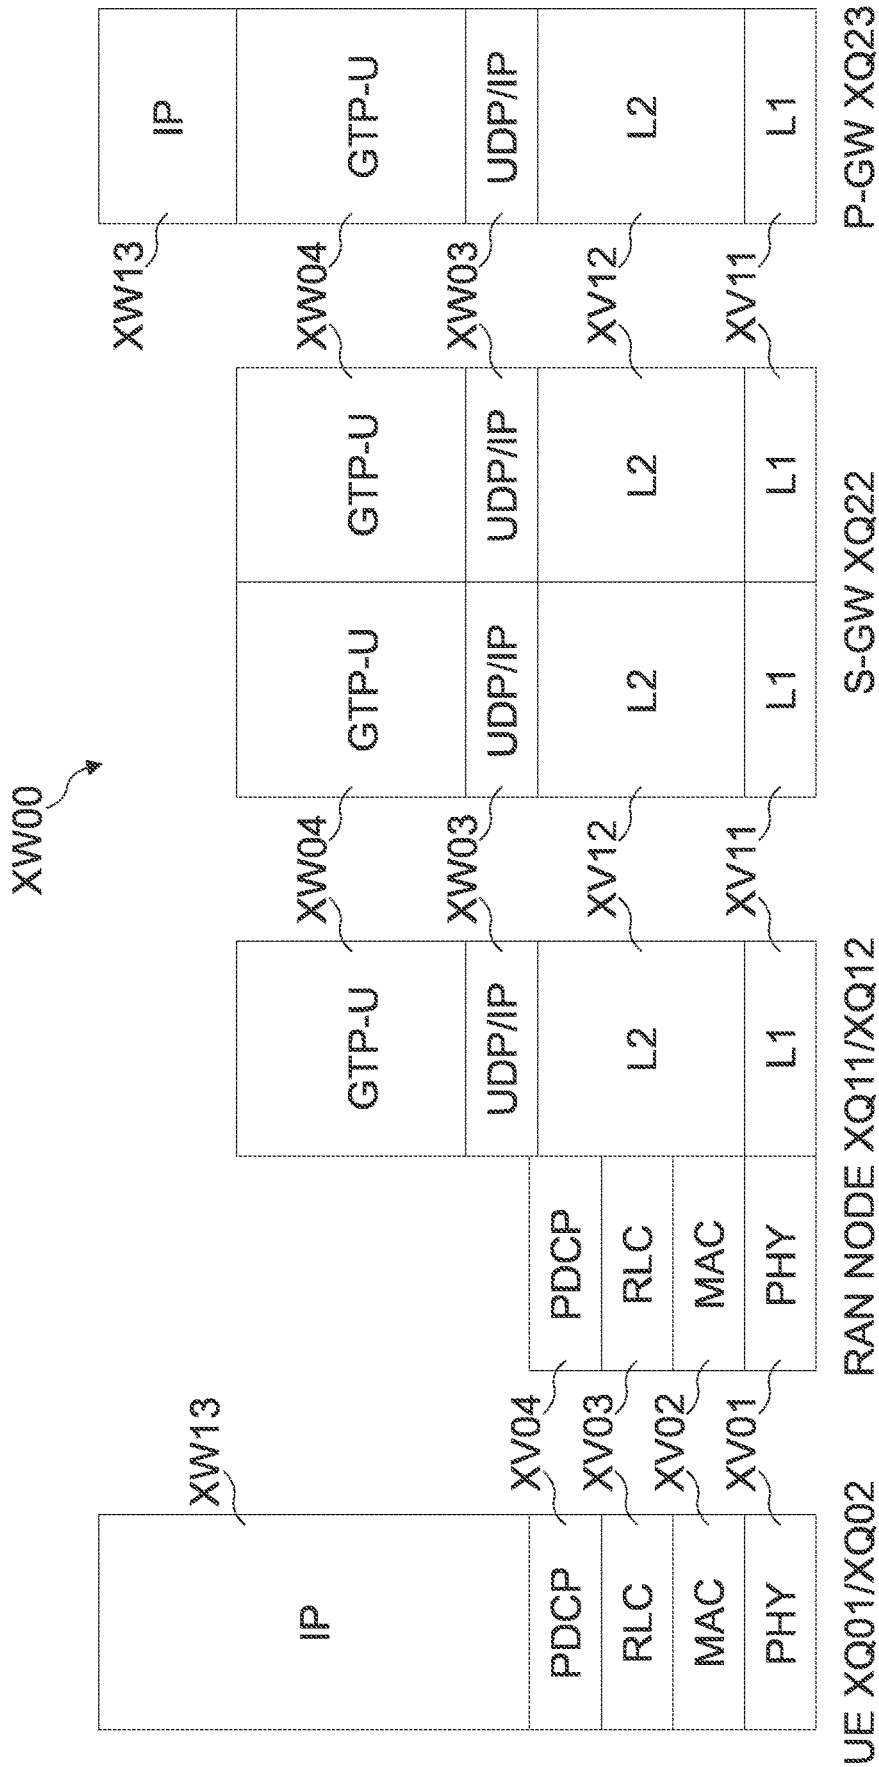 XW00
IP
PDCP
RLC
MAC
PHY
UE XQ01/XQ02
XW13
XV04
XV03
XV02
XV01
PDCP
RLC
MAC
PHY
GTP-U
UDP/IP
L2
L1
RAN NODE XQ11/XQ12
XW04
XW03
XV12
XV11
GTP-U
UDP/IP
L2
L1
GTP-U
UDP/IP
L2
L1
S-GW XQ22
XW13
XW04
XW03
XV12
XV11
IP
GTP-U
UDP/IP
L2
L1
P-GW XQ23